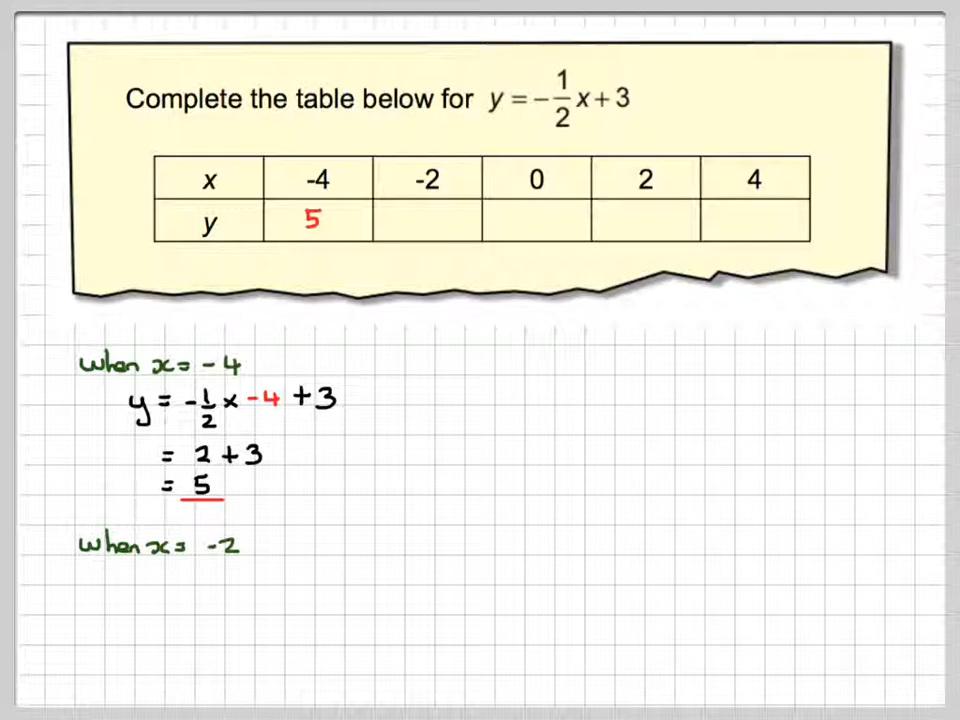 Complete the table below for y = -1/2 x + 3
x -4 -2 0 2 4
y 5
when x = -4
y = -1/2 x -4 + 3
= 2 + 3
= 5
when x = -2